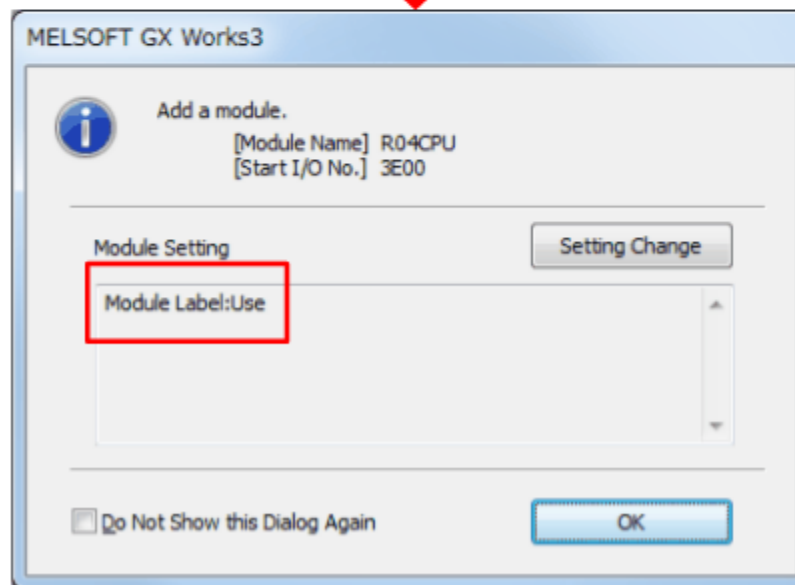 MELSOFT GX Works3
Add a module.
[Module Name] R04CPU
[Start I/O No.] 3E00
Module Setting
Setting Change
Module Label:Use
Do Not Show this Dialog Again
OK